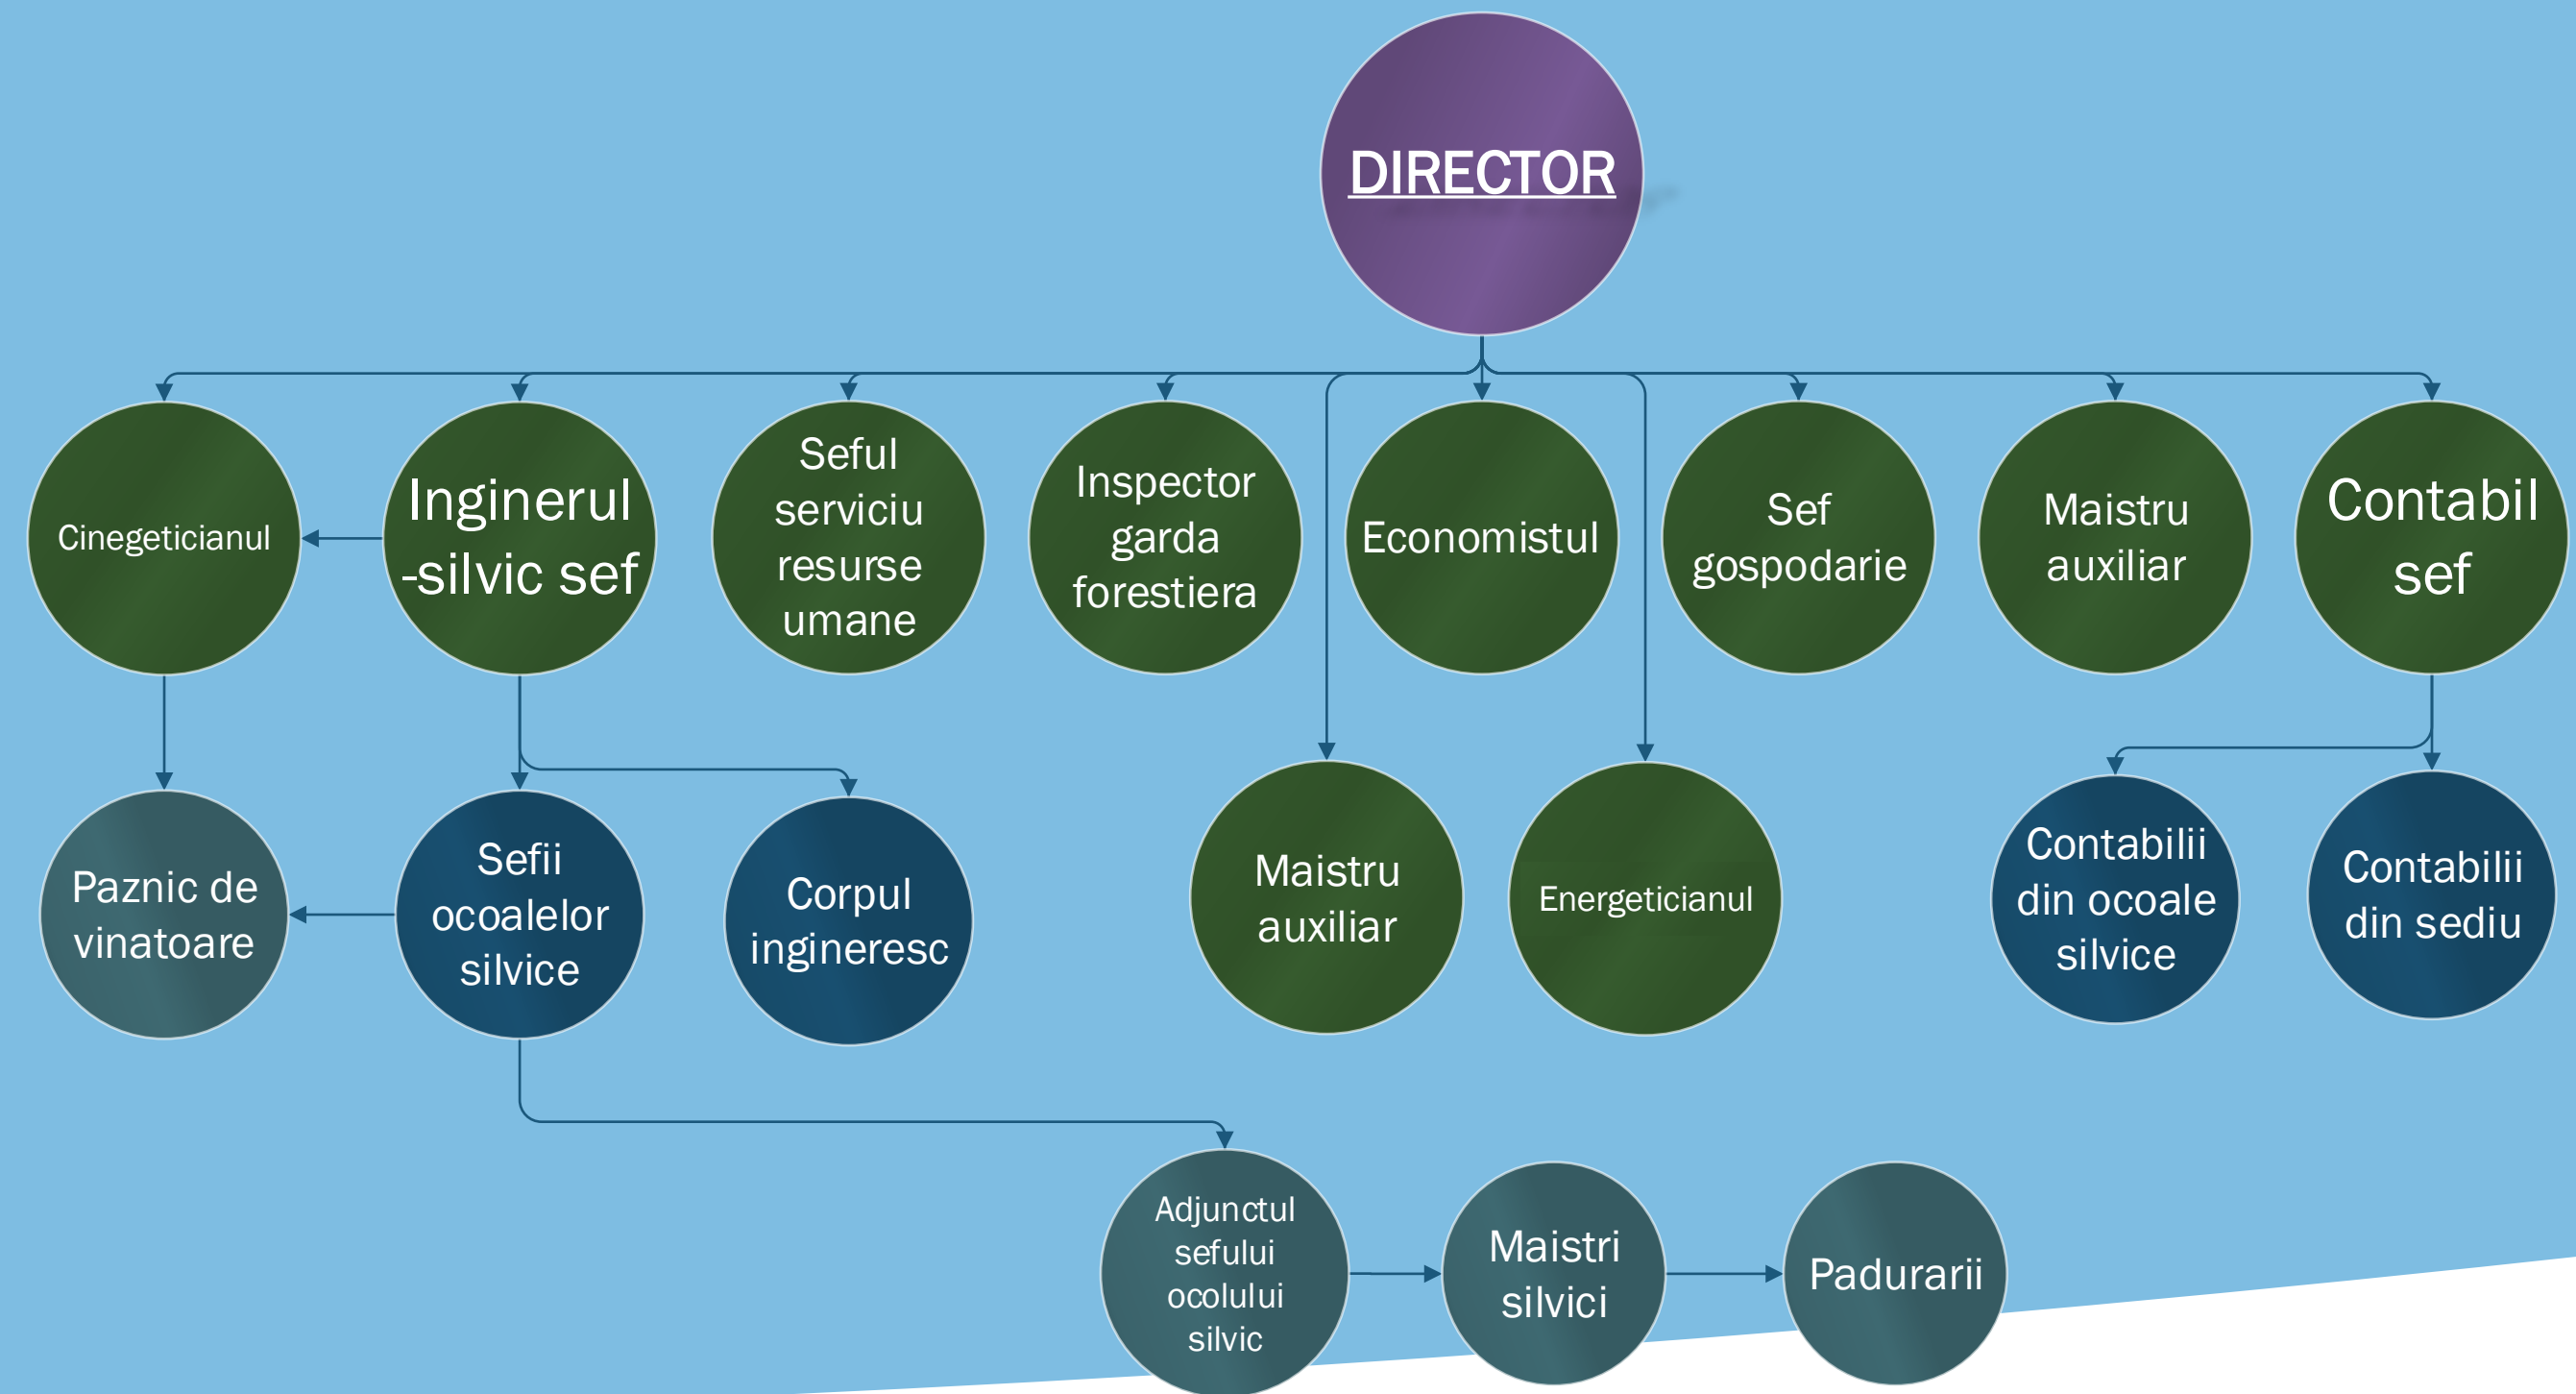 DIRECTOR
Cinegeticianul
Inginerul
-silvic sef
Seful
serviciu
resurse
umane
Inspector
garda
forestiera
Economistul
Sef
gospodarie
Maistru
auxiliar
Contabil
sef
Paznic de
vinatoare
Sefii
ocoalelor
silvice
Corpul
ingineresc
Maistru
auxiliar
Energeticianul
Contabilii
din ocoale
silvice
Contabilii
din sediu
Adjunctul
sefului
ocolului
silvic
Maistri
silvici
Padurarii